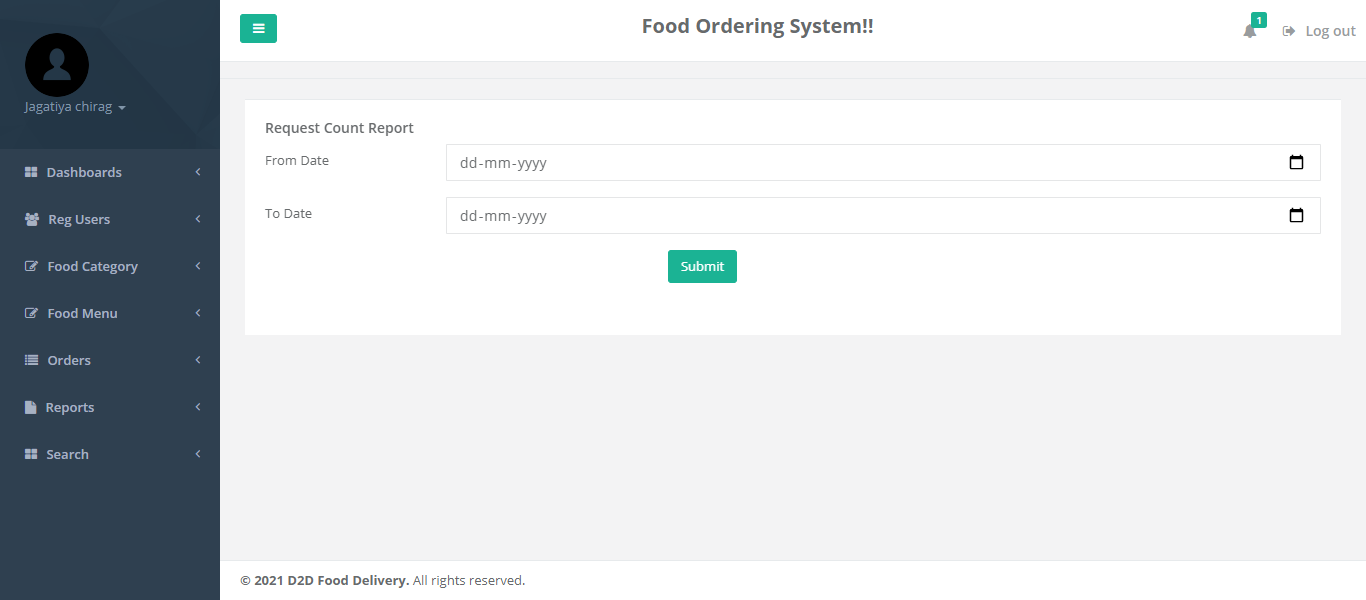 Food Ordering System!!
1
Log out
Jagatiya chirag
Dashboards
Reg Users
Food Category
Food Menu
Orders
Reports
Search
Request Count Report
From Date
dd-mm-yyyy
To Date
dd-mm-yyyy
Submit
© 2021 D2D Food Delivery. All rights reserved.